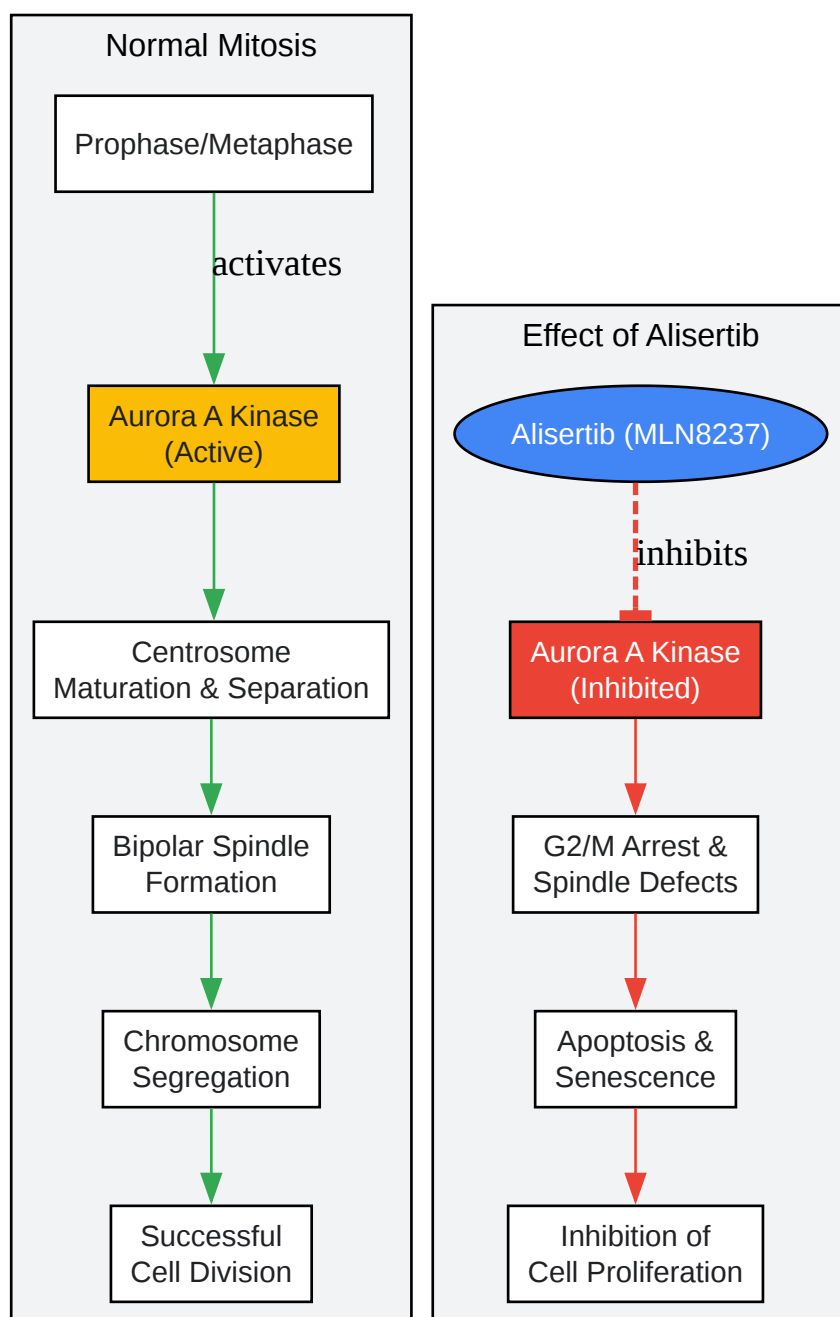 Normal Mitosis
Prophase/Metaphase
activates
Aurora A Kinase
(Active)
Centrosome
Maturation & Separation
Bipolar Spindle
Formation
Chromosome
Segregation
Successful
Cell Division
Effect of Alisertib
Alisertib (MLN8237)
inhibits
Aurora A Kinase
(Inhibited)
G2/M Arrest &
Spindle Defects
Apoptosis &
Senescence
Inhibition of
Cell Proliferation